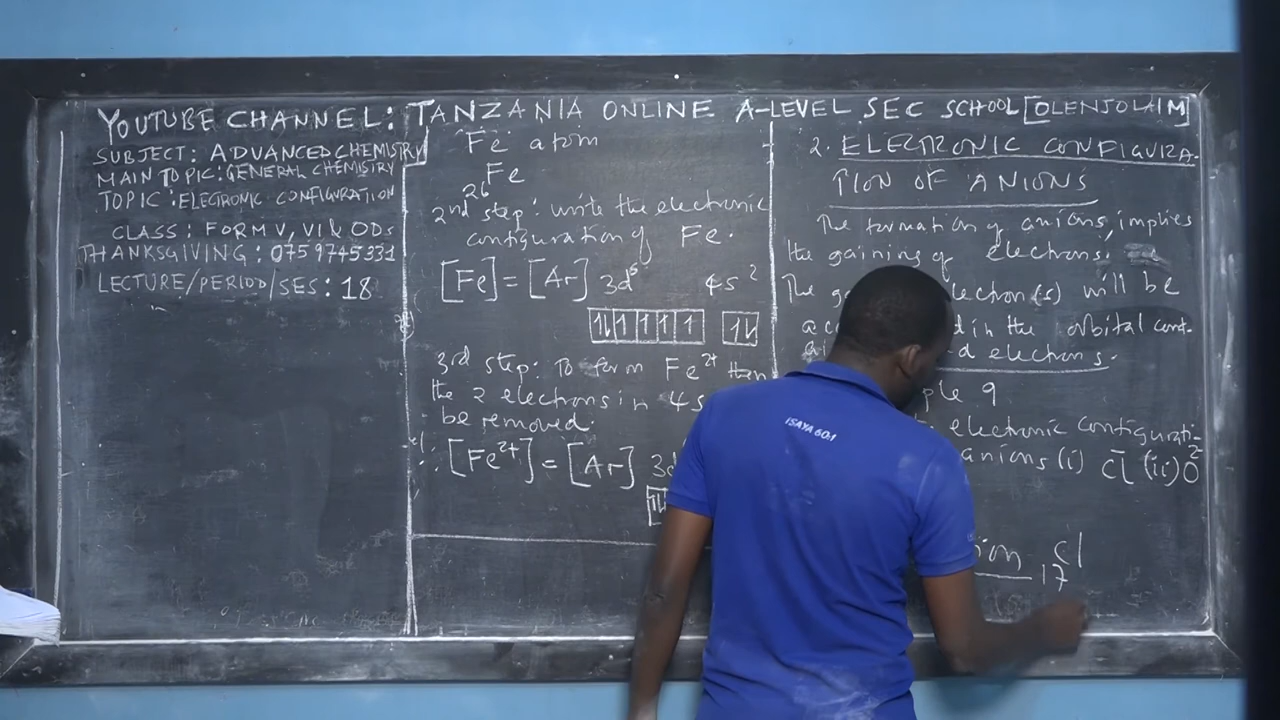 YOUTUBE CHANNEL: TANZANIA ONLINE A-LEVEL SEC SCHOOL [OLENJOLAIM]
SUBJECT: ADVANCED CHEMISTRY
MAIN TOPIC: GENERAL CHEMISTRY
TOPIC: ELECTRONIC CONFIGURATION
CLASS: FORM V, VI & ODs
THANKSGIVING: 0759745331
LECTURE/PERIOD/SES: 18
Fe atom
26Fe
2nd step: write the electronic
configuration of Fe.
[Fe] = [Ar] 3d⁶ 4s²
3rd step: To form Fe²⁺ then
the 2 electrons in 4s
be removed.
∴ [Fe²⁺] = [Ar] 3d
2. ELECTRONIC CONFIGURA-
TION OF ANIONS
The formation of anions, implies
the gaining of electrons.
The electron(s) will be
in the orbital cont-
electrons.
9
electronic configurati-
anions (i) Cl⁻ (ii) O²⁻
17Cl
ISAYA 60:1